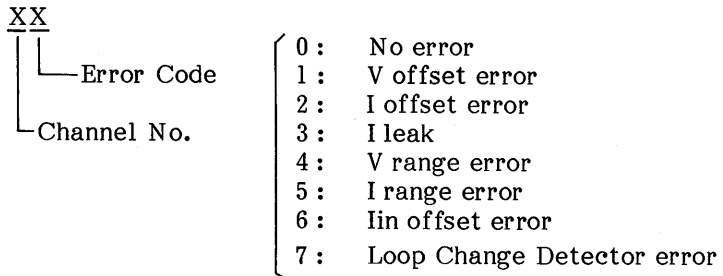 XX
Error Code
Channel No.
0: No error
1: V offset error
2: I offset error
3: I leak
4: V range error
5: I range error
6: Iin offset error
7: Loop Change Detector error